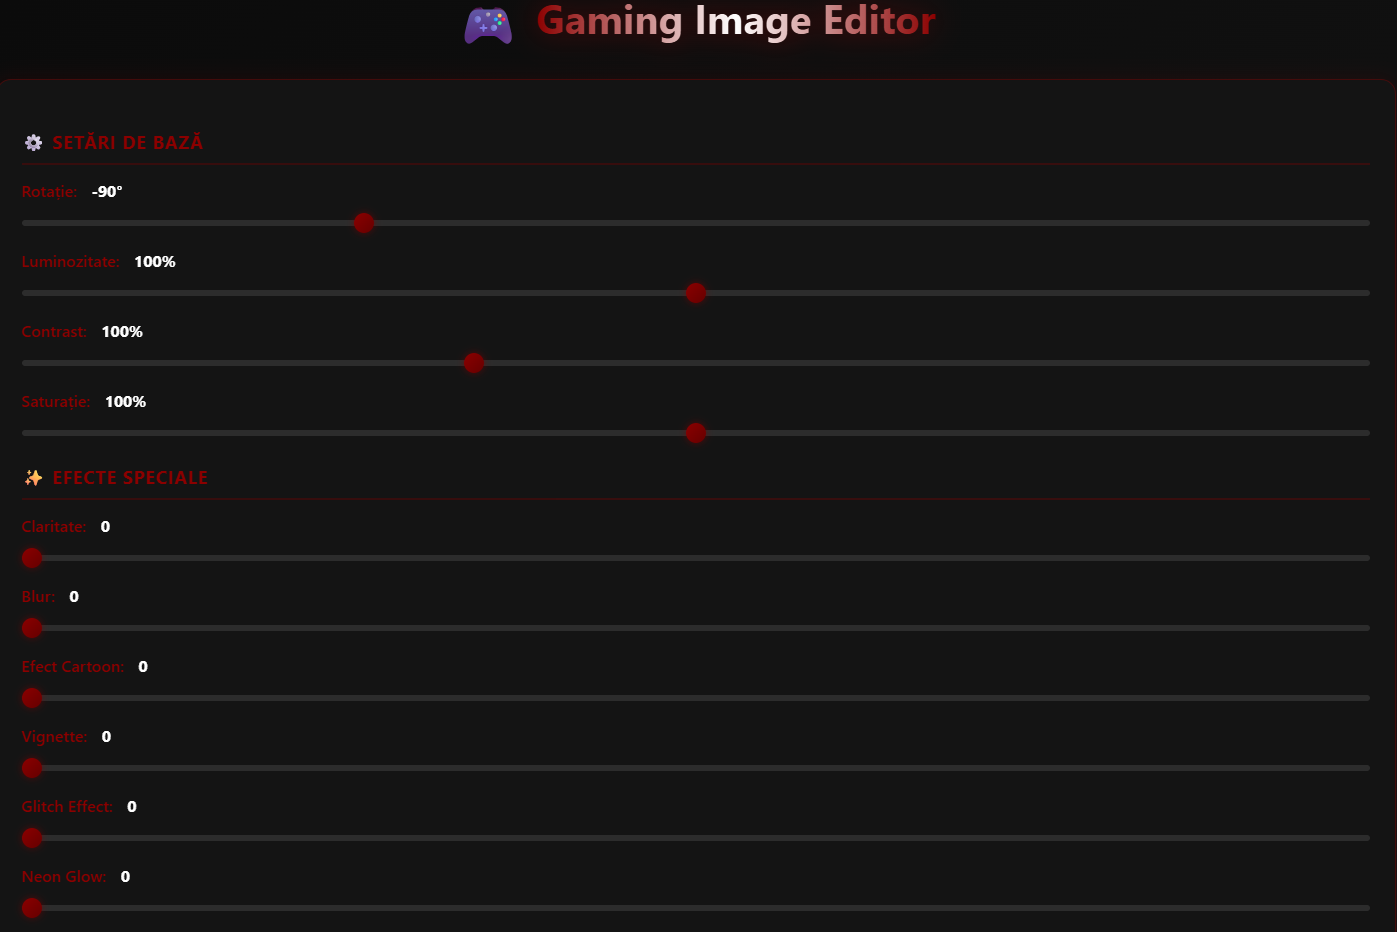 Gaming Image Editor
SETĂRI DE BAZĂ
Rotație: -90°
Luminozitate: 100%
Contrast: 100%
Saturație: 100%
EFECTE SPECIALE
Claritate: 0
Blur: 0
Efect Cartoon: 0
Vignette: 0
Glitch Effect: 0
Neon Glow: 0